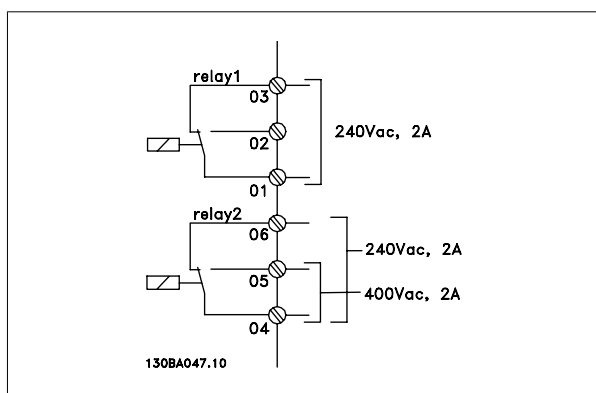 relay1
03
02
01
240Vac, 2A
relay2
06
05
04
240Vac, 2A
400Vac, 2A
130BA047.10